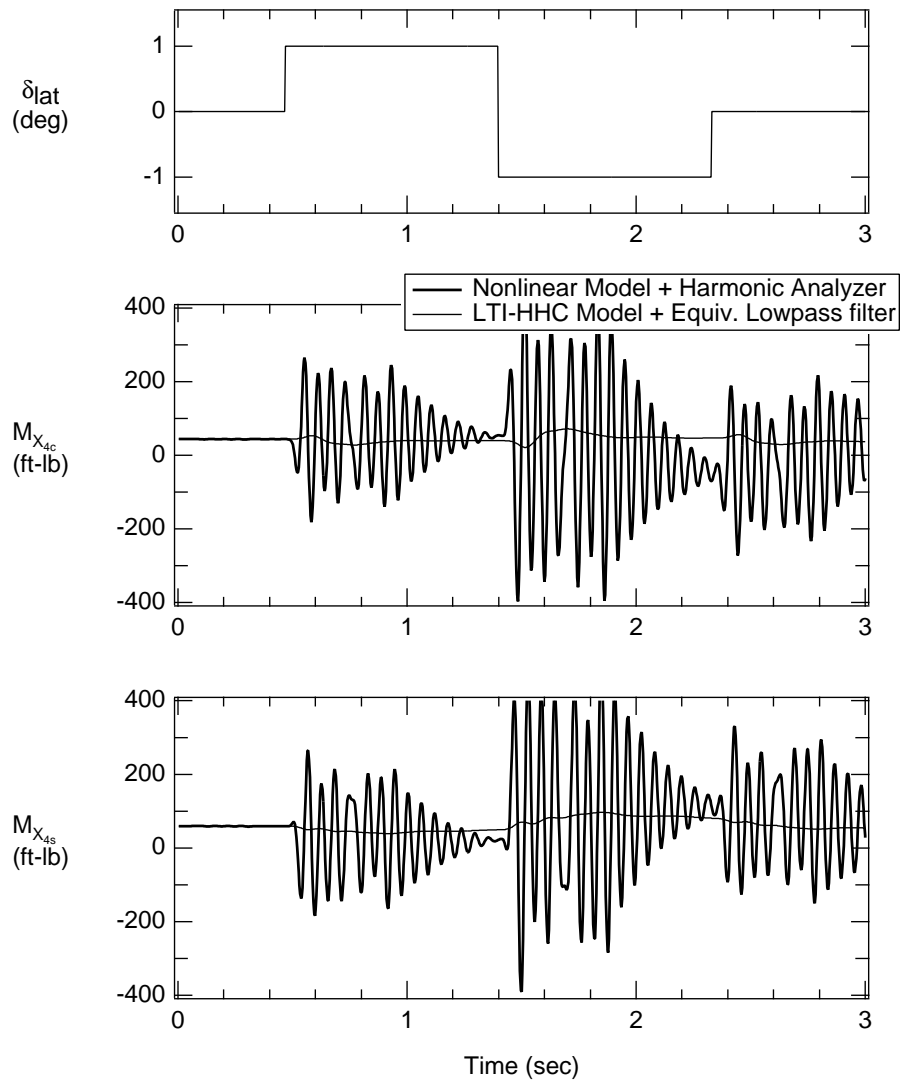 δlat
(deg)
1
0
-1
0 1 2 3
Nonlinear Model + Harmonic Analyzer
LTI-HHC Model + Equiv. Lowpass filter
MX4c
(ft-lb)
400
200
0
-200
-400
0 1 2 3
MX4s
(ft-lb)
400
200
0
-200
-400
0 1 2 3
Time (sec)